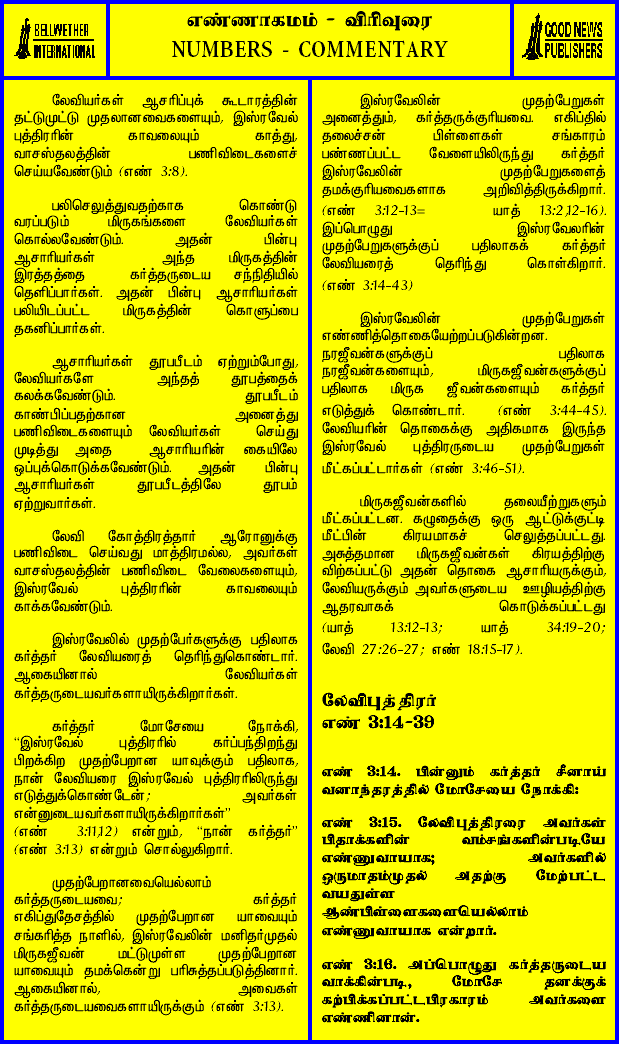 BELLWETHER
INTERNATIONAL
எண்ணாகமம் - விரிவுரை
NUMBERS - COMMENTARY
GOOD NEWS
PUBLISHERS
லேவியர்கள் ஆசரிப்புக் கூடாரத்தின்
தட்டுமுட்டு முதலானவைகளையும், இஸ்ரவேல்
புத்திரரின் காவலையும் காத்து,
வாசஸ்தலத்தின் பணிவிடைகளைச்
செய்யவேண்டும் (எண் 3:8).
பலிசெலுத்துவதற்காக கொண்டு
வரப்படும் மிருகங்களை லேவியர்கள்
கொல்லவேண்டும். அதன் பின்பு
ஆசாரியர்கள் அந்த மிருகத்தின்
இரத்தத்தை கர்த்தருடைய சந்நிதியில்
தெளிப்பார்கள். அதன் பின்பு ஆசாரியர்கள்
பலியிடப்பட்ட மிருகத்தின் கொளுப்பை
தகனிப்பார்கள்.
ஆசாரியர்கள் தூபபீடம் ஏற்றும்போது,
லேவியர்களே அந்தத் தூபத்தைக்
கலக்கவேண்டும். தூபபீடம்
காண்பிப்பதற்கான அனைத்து
பணிவிடைகளையும் லேவியர்கள் செய்து
முடித்து அதை ஆசாரியரின் கையிலே
ஒப்புக்கொடுக்கவேண்டும். அதன் பின்பு
ஆசாரியர்கள் தூபபீடத்திலே தூபம்
ஏற்றுவார்கள்.
லேவி கோத்திரத்தார் ஆரோனுக்கு
பணிவிடை செய்வது மாத்திரமல்ல, அவர்கள்
வாசஸ்தலத்தின் பணிவிடை வேலைகளையும்,
இஸ்ரவேல் புத்திரரின் காவலையும்
காக்கவேண்டும்.
இஸ்ரவேலில் முதற்பேர்களுக்கு பதிலாக
கர்த்தர் லேவியரைத் தெரிந்துகொண்டார்.
ஆகையினால் லேவியர்கள்
கர்த்தருடையவர்களாயிருக்கிறார்கள்.
கர்த்தர் மோசேயை நோக்கி,
“இஸ்ரவேல் புத்திரரில் கர்ப்பந்திறந்து
பிறக்கிற முதற்பேறான யாவுக்கும் பதிலாக,
நான் லேவியரை இஸ்ரவேல் புத்திரரிலிருந்து
எடுத்துக்கொண்டேன்; அவர்கள்
என்னுடையவர்களாயிருக்கிறார்கள்”
(எண் 3:11,12) என்றும், “நான் கர்த்தர்”
(எண் 3:13) என்றும் சொல்லுகிறார்.
முதற்பேறானவையெல்லாம்
கர்த்தருடையவை; கர்த்தர்
எகிப்துதேசத்தில் முதற்பேறான யாவையும்
சங்கரித்த நாளில், இஸ்ரவேலின் மனிதர்முதல்
மிருகஜீவன் மட்டுமுள்ள முதற்பேறான
யாவையும் தமக்கென்று பரிசுத்தப்படுத்தினார்.
ஆகையினால், அவைகள்
கர்த்தருடையவைகளாயிருக்கும் (எண் 3:13).
இஸ்ரவேலின் முதற்பேறுகள்
அனைத்தும், கர்த்தருக்குரியவை. எகிப்தில்
தலைச்சன் பிள்ளைகள் சங்காரம்
பண்ணப்பட்ட வேளையிலிருந்து கர்த்தர்
இஸ்ரவேலின் முதற்பேறுகளைத்
தமக்குரியவைகளாக அறிவித்திருக்கிறார்.
(எண் 3:12-13= யாத் 13:2,12-16).
இப்பொழுது இஸ்ரவேலரின்
முதற்பேறுகளுக்குப் பதிலாகக் கர்த்தர்
லேவியரைத் தெரிந்து கொள்கிறார்.
(எண் 3:14-43)
இஸ்ரவேலின் முதற்பேறுகள்
எண்ணித்தொகையேற்றப்படுகின்றன.
நரஜீவன்களுக்குப் பதிலாக
நரஜீவன்களையும், மிருகஜீவன்களுக்குப்
பதிலாக மிருக ஜீவன்களையும் கர்த்தர்
எடுத்துக் கொண்டார். (எண் 3:44-45).
லேவியரின் தொகைக்கு அதிகமாக இருந்த
இஸ்ரவேல் புத்திரருடைய முதற்பேறுகள்
மீட்கப்பட்டார்கள் (எண் 3:46-51).
மிருகஜீவன்களில் தலையீற்றுகளும்
மீட்கப்பட்டன. கழுதைக்கு ஒரு ஆட்டுக்குட்டி
மீட்பின் கிரயமாகச் செலுத்தப்பட்டது.
அசுத்தமான மிருகஜீவன்கள் கிரயத்திற்கு
விற்கப்பட்டு அதன் தொகை ஆசாரியருக்கும்,
லேவியருக்கும் அவர்களுடைய ஊழியத்திற்கு
ஆதரவாகக் கொடுக்கப்பட்டது
(யாத் 13:12-13; யாத் 34:19-20;
லேவி 27:26-27; எண் 18:15-17).
லேவிபுத்திரர்
எண் 3:14-39
எண் 3:14. பின்னும் கர்த்தர் சீனாய்
வனாந்தரத்தில் மோசேயை நோக்கி:
எண் 3:15. லேவிபுத்திரரை அவர்கள்
பிதாக்களின் வம்சங்களின்படியே
எண்ணுவாயாக; அவர்களில்
ஒருமாதம்முதல் அதற்கு மேற்பட்ட
வயதுள்ள
ஆண்பிள்ளைகளையெல்லாம்
எண்ணுவாயாக என்றார்.
எண் 3:16. அப்பொழுது கர்த்தருடைய
வாக்கின்படி, மோசே தனக்குக்
கற்பிக்கப்பட்டபிரகாரம் அவர்களை
எண்ணினான்.